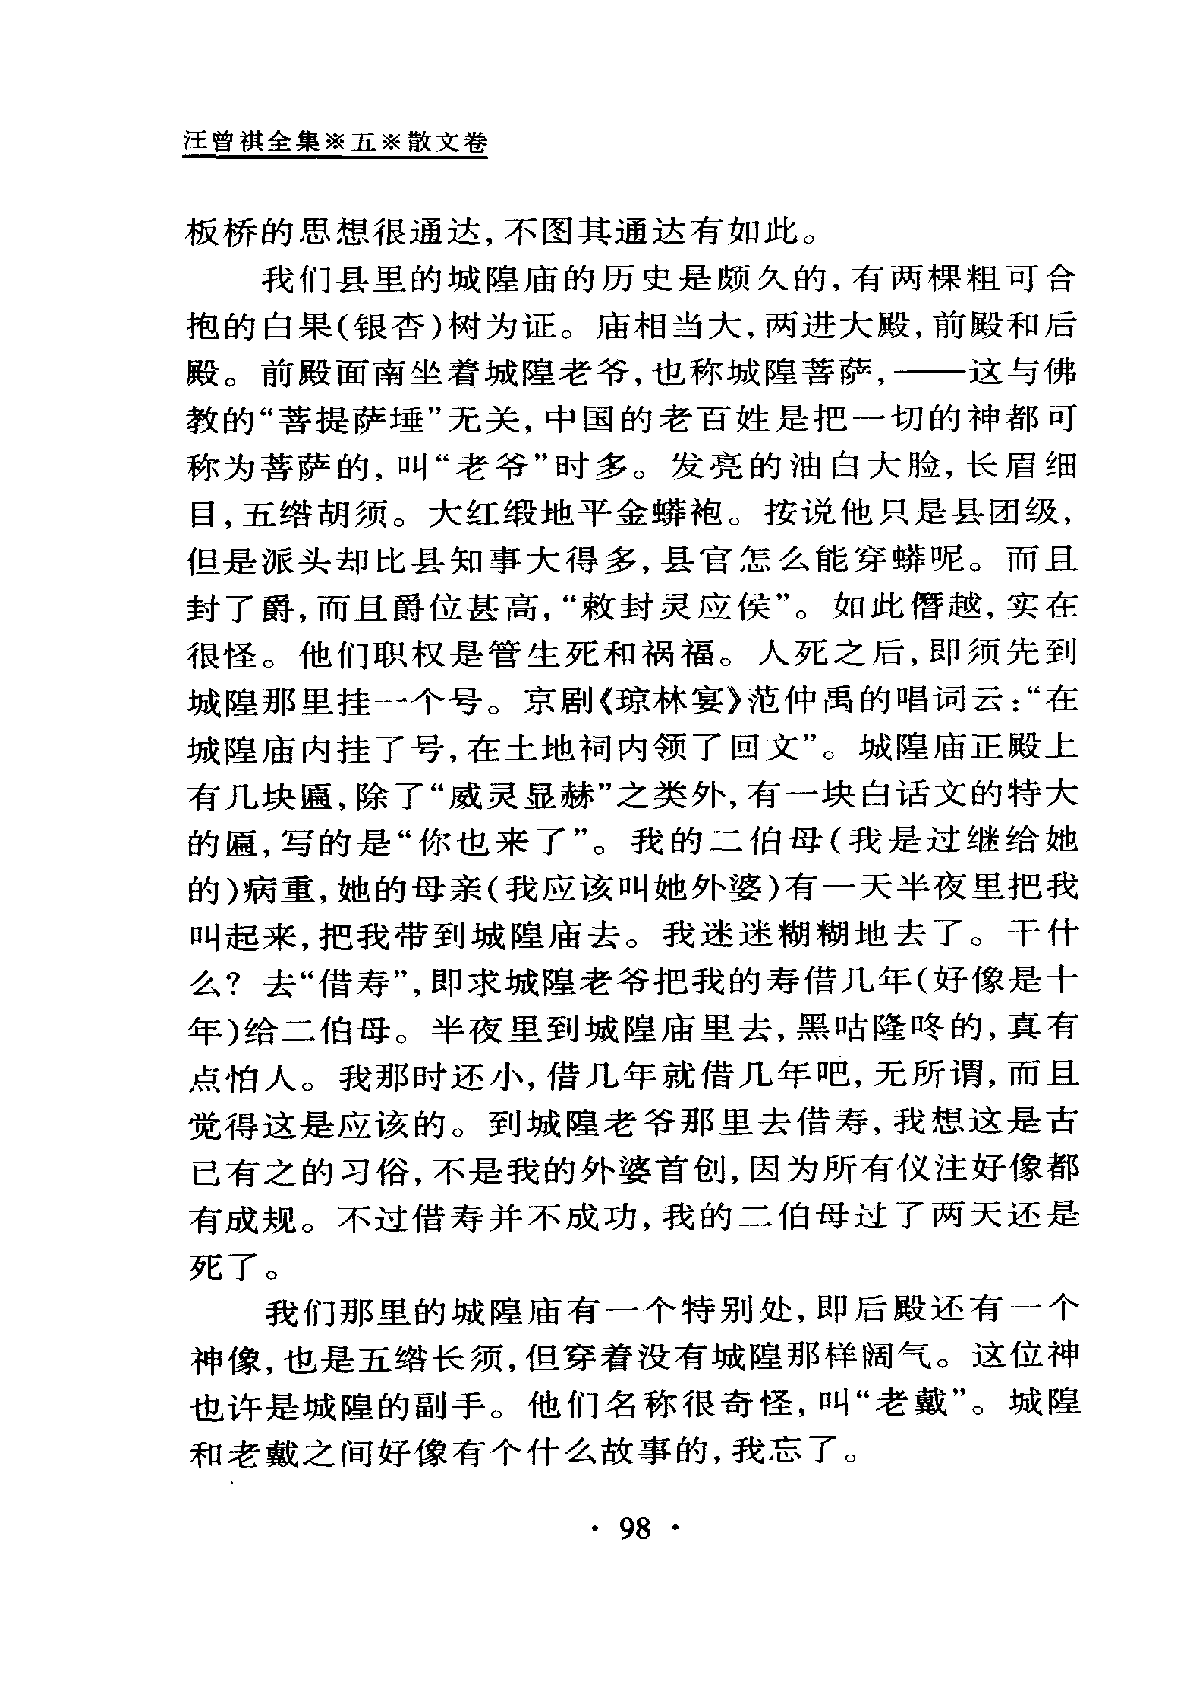 汪曾祺全集※五※散文卷
板桥的思想很通达,不图其通达有如此。
我们县里的城隍庙的历史是颇久的,有两棵粗可合
抱的白果(银杏)树为证。庙相当大,两进大殿,前殿和后
殿。前殿面南坐着城隍老爷,也称城隍菩萨,——这与佛
教的“菩提萨埵”无关,中国的老百姓是把一切的神都可
称为菩萨的,叫“老爷”时多。发亮的油白大脸,长眉细
目,五绺胡须。大红缎地平金蟒袍。按说他只是县团级,
但是派头却比县知事大得多,县官怎么能穿蟒呢。而且
封了爵,而且爵位甚高,“敕封灵应侯”。如此僭越,实在
很怪。他们职权是管生死和祸福。人死之后,即须先到
城隍那里挂一个号。京剧《琼林宴》范仲禹的唱词云:“在
城隍庙内挂了号,在土地祠内领了回文”。城隍庙正殿上
有几块匾,除了“威灵显赫”之类外,有一块白话文的特大
的匾,写的是“你也来了”。我的二伯母(我是过继给她
的)病重,她的母亲(我应该叫她外婆)有一天半夜里把我
叫起来,把我带到城隍庙去。我迷迷糊糊地去了。干什
么?去“借寿”,即求城隍老爷把我的寿借几年(好像是十
年)给二伯母。半夜里到城隍庙里去,黑咕隆咚的,真有
点怕人。我那时还小,借几年就借几年吧,无所谓,而且
觉得这是应该的。到城隍老爷那里去借寿,我想这是古
已有之的习俗,不是我的外婆首创,因为所有仪注好像都
有成规。不过借寿并不成功,我的二伯母过了两天还是
死了。
我们那里的城隍庙有一个特别处,即后殿还有一个
神像,也是五绺长须,但穿着没有城隍那样阔气。这位神
也许是城隍的副手。他们名称很奇怪,叫“老戴”。城隍
和老戴之间好像有个什么故事的,我忘了。
· 98 ·